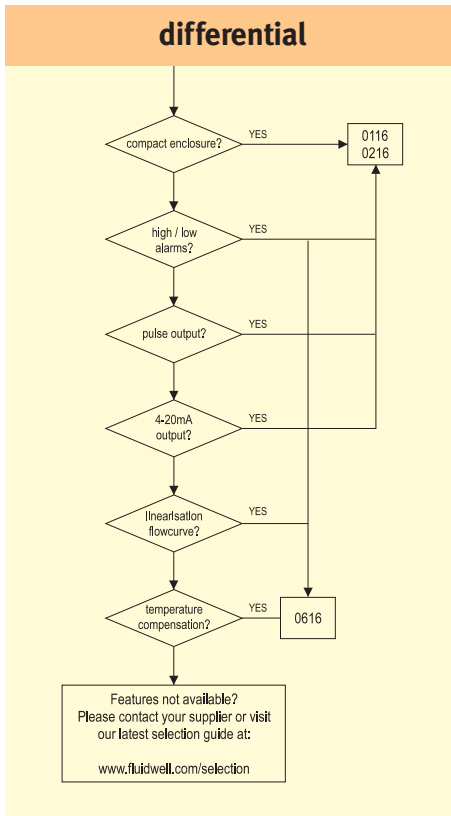 differential
compact enclosure?
YES
0116
0216
high / low
alarms?
YES
pulse output?
YES
4-20mA
output?
YES
linearisation
flowcurve?
YES
temperature
compensation?
YES
0616
Features not available?
Please contact your supplier or visit
our latest selection guide at:
www.fluidwell.com/selection